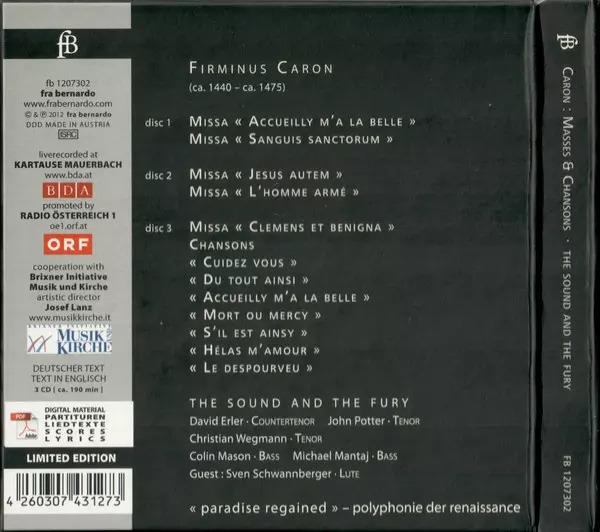 fB
fb 1207302
fra bernardo
www.frabernardo.com
© & ℗ 2012 fra bernardo
DDD MADE IN AUSTRIA
ISRC
liverecorded at
KARTAUSE MAUERBACH
www.bda.at
BDA
promoted by
RADIO ÖSTERREICH 1
oe1.orf.at
ORF
cooperation with
Brixner Initiative
Musik und Kirche
artistic director
Josef Lanz
www.musikkirche.it
MUSIK
KIRCHE
DEUTSCHER TEXT
TEXT IN ENGLISCH
3 CD [ ca. 190 min ]
PDF
Adobe
DIGITAL MATERIAL
PARTITUREN
LIEDTEXTE
SCORES
LYRICS
LIMITED EDITION
4 260307 431273
FIRMINUS CARON
(ca. 1440 – ca. 1475)
disc 1 MISSA « ACCUEILLY M'A LA BELLE »
MISSA « SANGUIS SANCTORUM »
disc 2 MISSA « JESUS AUTEM »
MISSA « L'HOMME ARMÉ »
disc 3 MISSA « CLEMENS ET BENIGNA »
CHANSONS
« CUIDEZ VOUS »
« DU TOUT AINSI »
« ACCUEILLY M'A LA BELLE »
« MORT OU MERCY »
« S'IL EST AINSY »
« HÉLAS M'AMOUR »
« LE DESPOURVEU »
THE SOUND AND THE FURY
David Erler · COUNTERTENOR John Potter · TENOR
Christian Wegmann · TENOR
Colin Mason · BASS Michael Mantaj · BASS
Guest : Sven Schwannberger · LUTE
« paradise regained » – polyphonie der renaissance
fB
CARON : MASSES & CHANSONS · THE SOUND AND THE FURY
FB 1207302